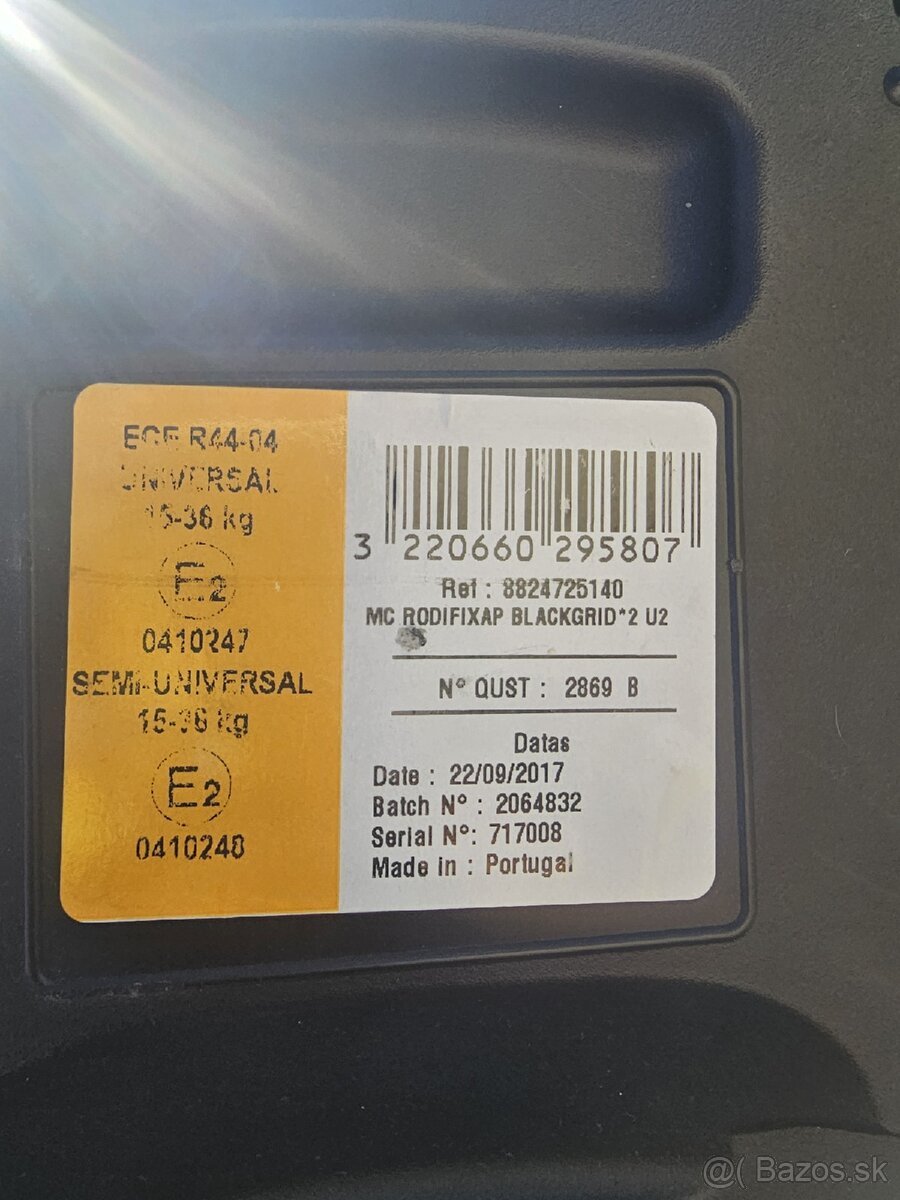 ECE R44-04
UNIVERSAL
15-36 kg
E2
0410247
SEMI-UNIVERSAL
15-36 kg
E2
0410248
3 220660 295807
Ref : 8824725140
MC RODIFIXAP BLACKGRID*2 U2
N° QUST : 2869 B
Datas
Date : 22/09/2017
Batch N° : 2064832
Serial N°: 717008
Made in : Portugal
@( Bazos.sk